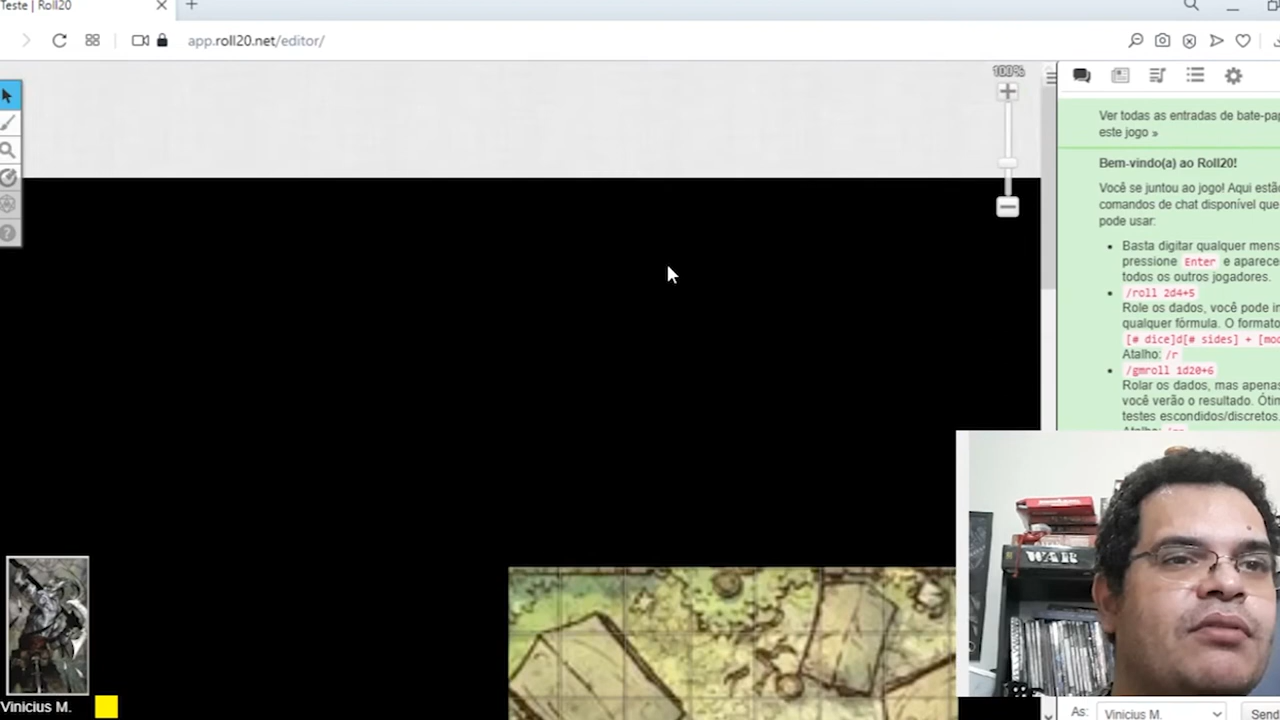 Teste | Roll20
app.roll20.net/editor/
100%
Ver todas as entradas de bate-pap
este jogo »
Bem-vindo(a) ao Roll20!
Você se juntou ao jogo! Aqui estão
comandos de chat disponível que
pode usar:
Basta digitar qualquer mens
pressione Enter e aparece
todos os outros jogadores.
/roll 2d4+5
Role os dados, você pode in
qualquer fórmula. O formato
[# dice]d[# sides] + [mod
Atalho: /r
/gmroll 1d20+6
Rolar os dados, mas apenas
você verão o resultado. Ótim
testes escondidos/discretos.
WAR
Vinicius M.
As: Vinicius M. Send